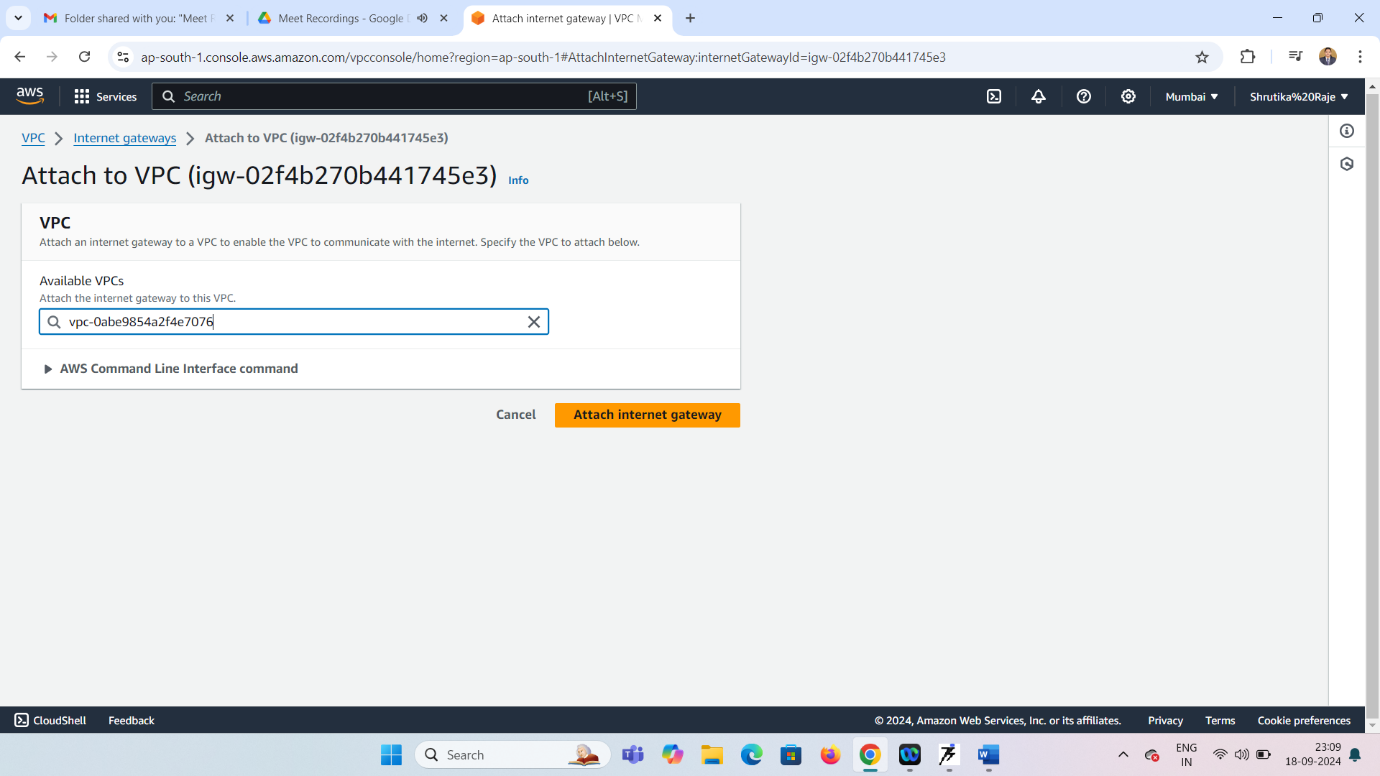 Folder shared with you: "Meet R
Meet Recordings - Google D
Attach internet gateway | VPC M
ap-south-1.console.aws.amazon.com/vpcconsole/home?region=ap-south-1#AttachInternetGateway:internetGatewayId=igw-02f4b270b441745e3
aws
Services
Search
[Alt+S]
Mumbai
Shrutika%20Raje
VPC
Internet gateways
Attach to VPC (igw-02f4b270b441745e3)
Attach to VPC (igw-02f4b270b441745e3) Info
VPC
Attach an internet gateway to a VPC to enable the VPC to communicate with the internet. Specify the VPC to attach below.
Available VPCs
Attach the internet gateway to this VPC.
vpc-0abe9854a2f4e7076
AWS Command Line Interface command
Cancel
Attach internet gateway
CloudShell
Feedback
© 2024, Amazon Web Services, Inc. or its affiliates.
Privacy
Terms
Cookie preferences
Search
ENG
IN
23:09
18-09-2024